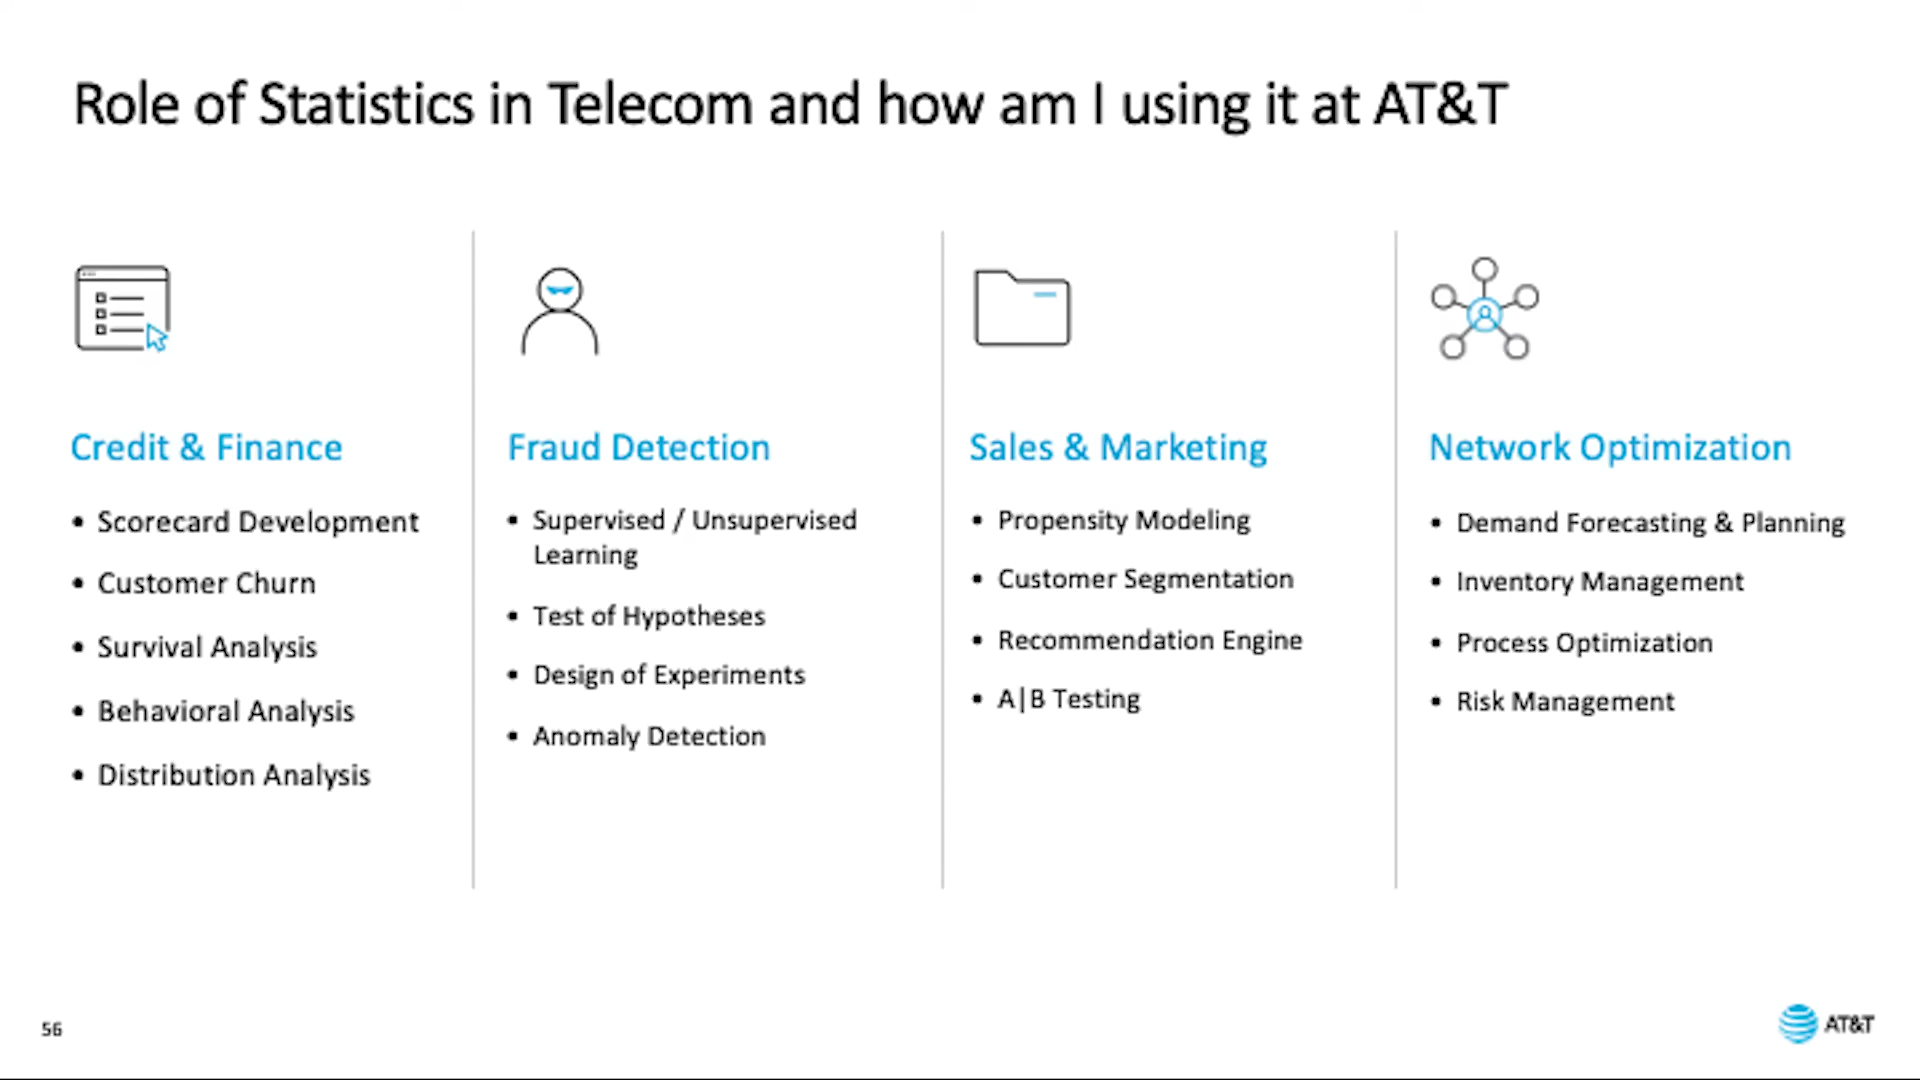 Role of Statistics in Telecom and how am I using it at AT&T
Credit & Finance
• Scorecard Development
• Customer Churn
• Survival Analysis
• Behavioral Analysis
• Distribution Analysis
Fraud Detection
• Supervised / Unsupervised
Learning
• Test of Hypotheses
• Design of Experiments
• Anomaly Detection
Sales & Marketing
• Propensity Modeling
• Customer Segmentation
• Recommendation Engine
• A|B Testing
Network Optimization
• Demand Forecasting & Planning
• Inventory Management
• Process Optimization
• Risk Management
56
AT&T